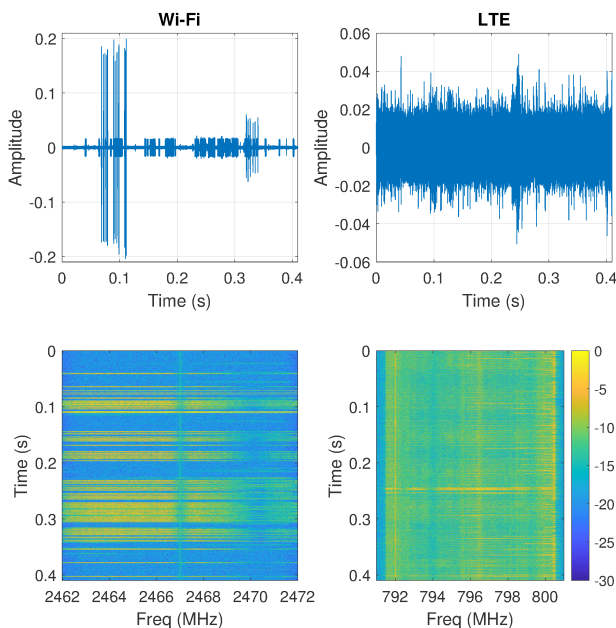 Wi-Fi
LTE
0.2
0.1
0
-0.1
-0.2
Amplitude
0 0.1 0.2 0.3 0.4
Time (s)
0.06
0.04
0.02
0
-0.02
-0.04
-0.06
Amplitude
0 0.1 0.2 0.3 0.4
Time (s)
0
0.1
0.2
0.3
0.4
Time (s)
2462 2464 2466 2468 2470 2472
Freq (MHz)
0
0.1
0.2
0.3
0.4
Time (s)
792 794 796 798 800
Freq (MHz)
0
-5
-10
-15
-20
-25
-30